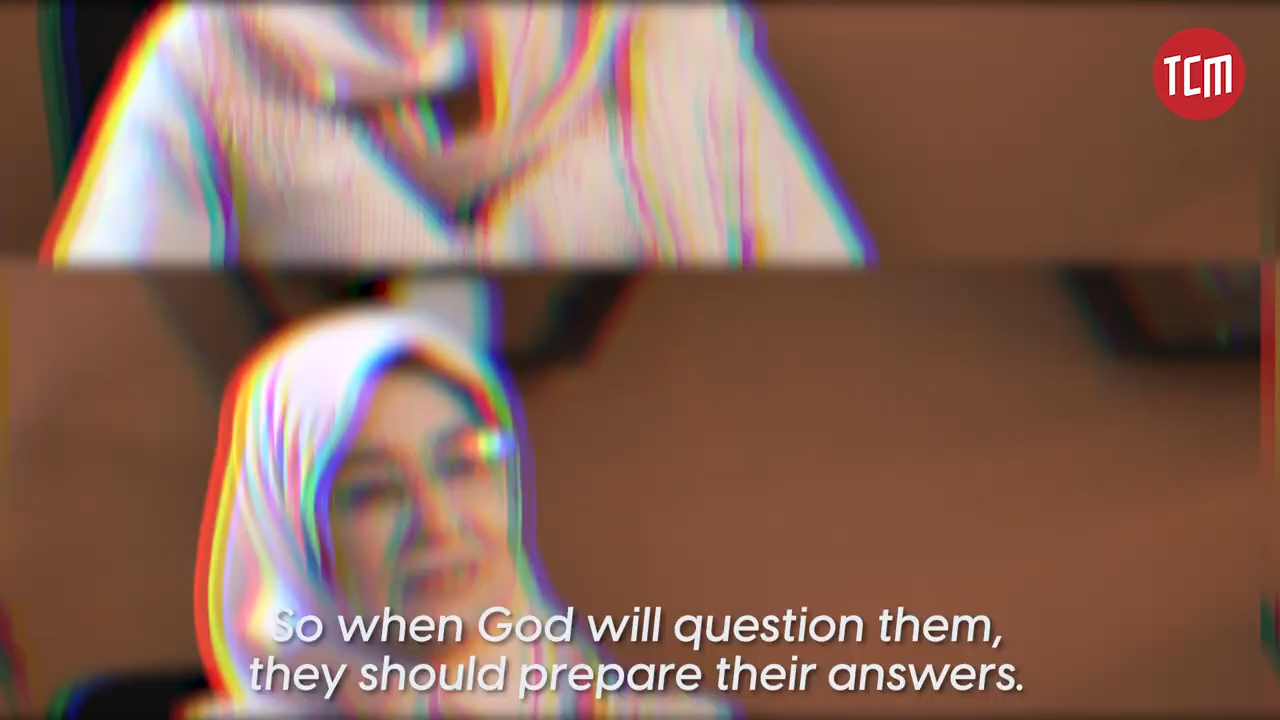 TCM
So when God will question them,
they should prepare their answers.